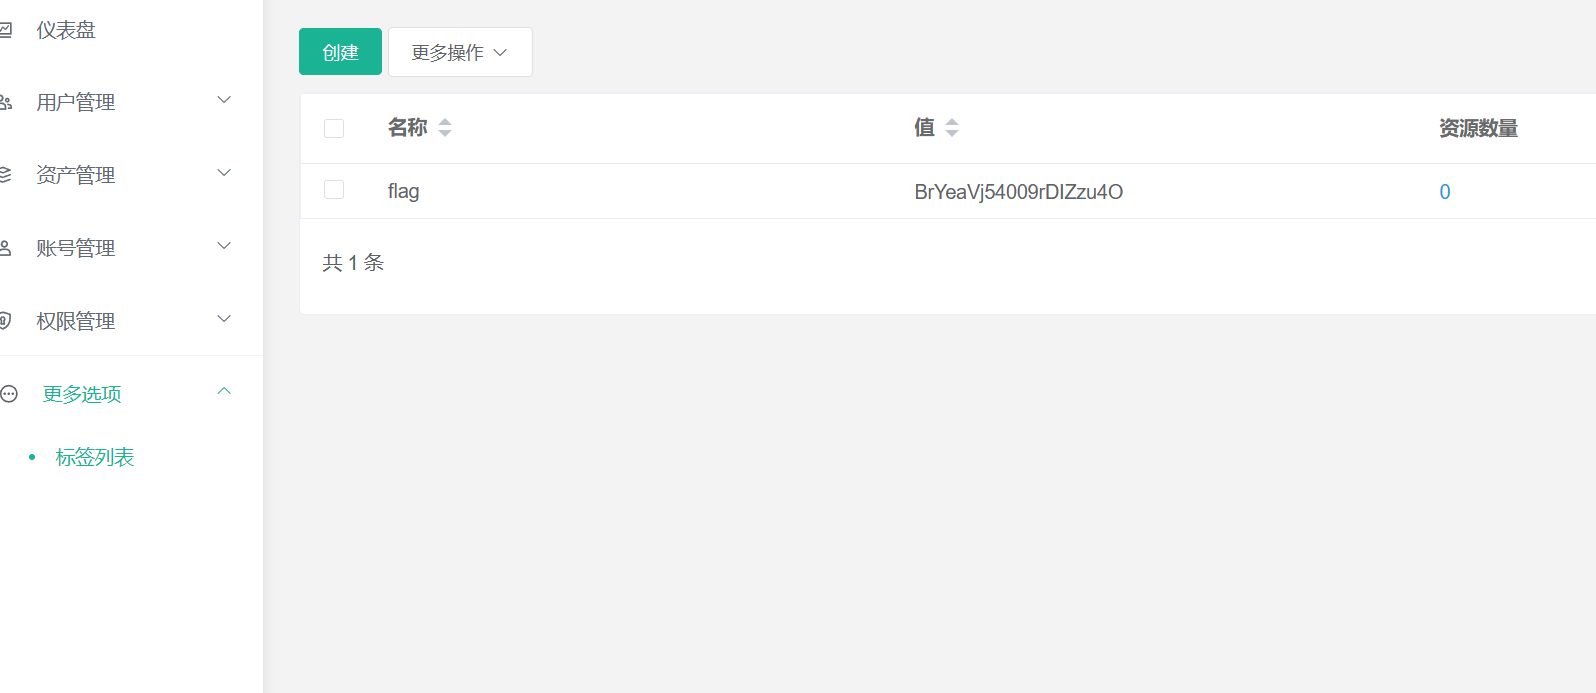 仪表盘
用户管理
资产管理
账号管理
权限管理
更多选项
标签列表
创建 更多操作
名称 值 资源数量
flag BrYeaVj54009rDIZzu4O 0
共 1 条